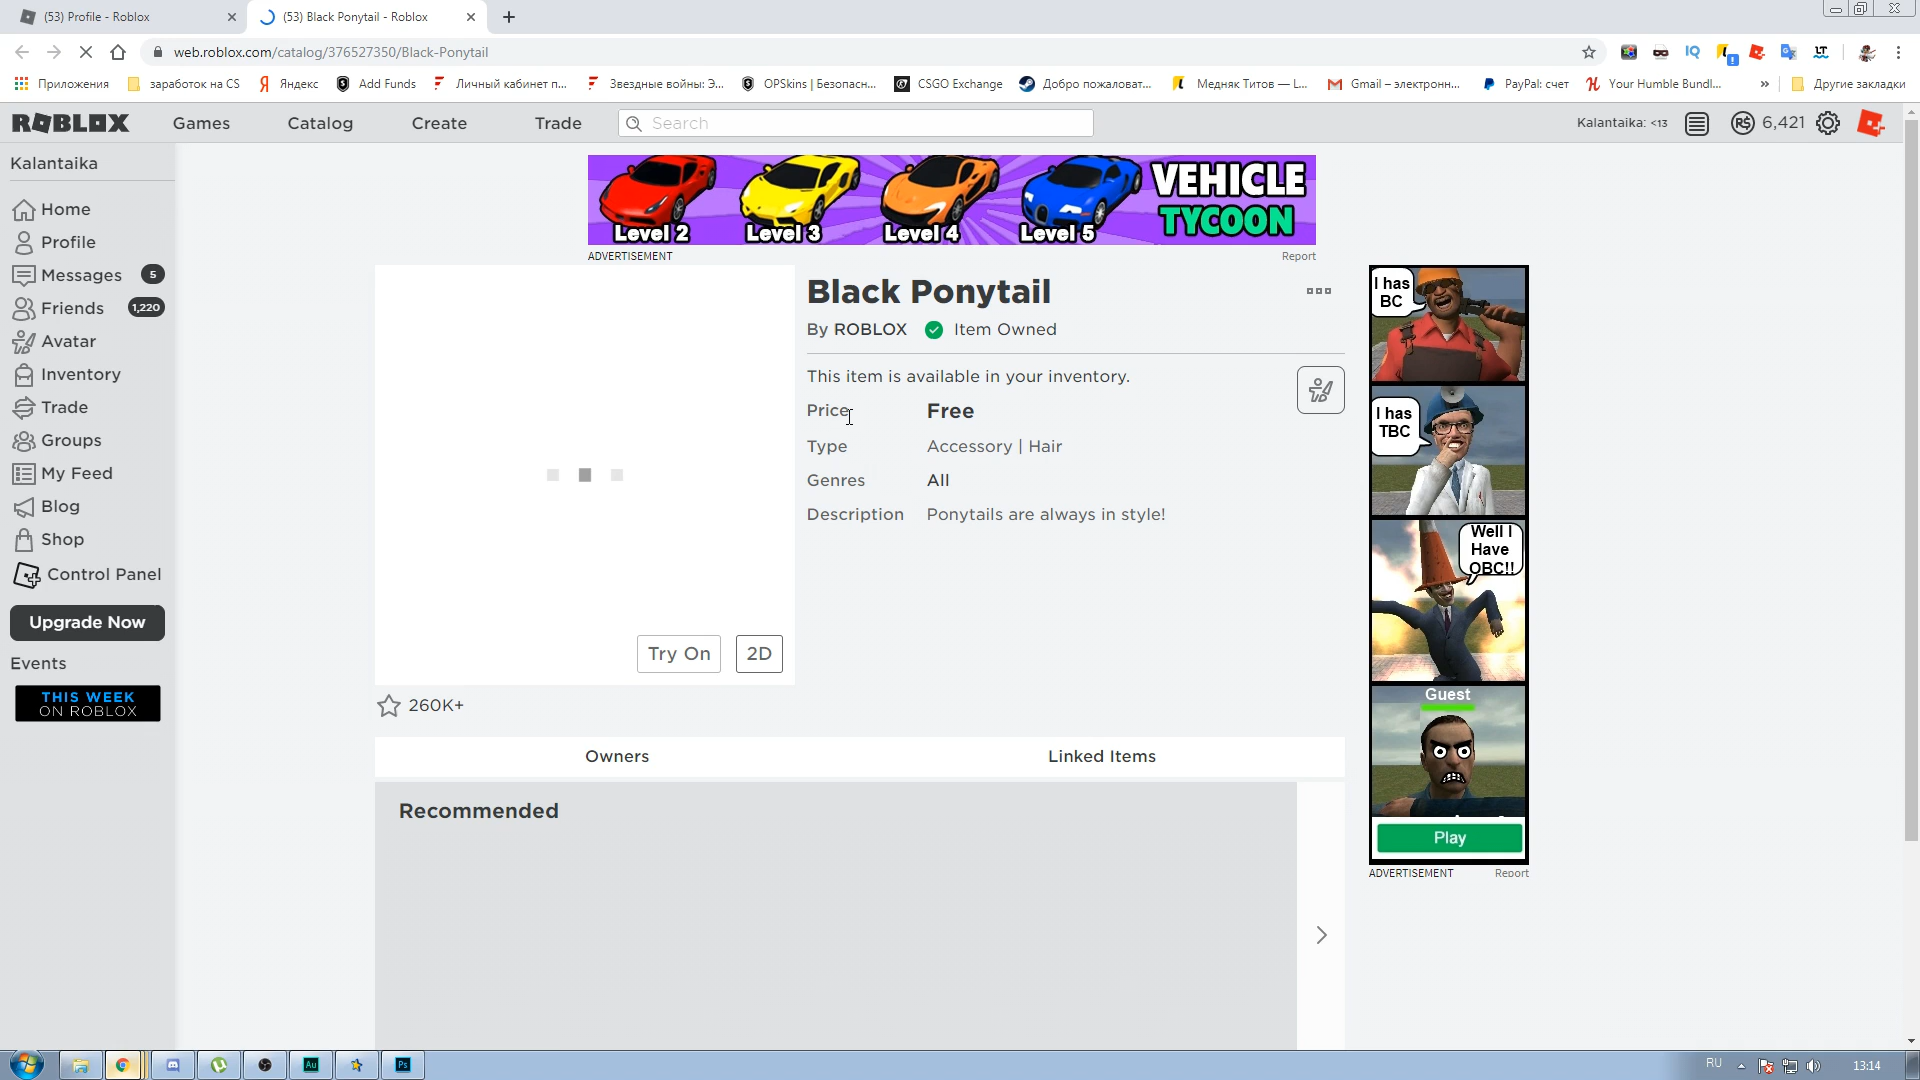 (53) Profile - Roblox
(53) Black Ponytail - Roblox
web.roblox.com/catalog/376527350/Black-Ponytail
Приложения
заработок на CS
Яндекс
Add Funds
Личный кабинет п...
Звездные войны: Э...
OPSkins | Безопасн...
CSGO Exchange
Добро пожаловат...
Медняк Титов — L...
Gmail – электронн...
PayPal: счет
Your Humble Bundl...
»
Другие закладки
ROBLOX
Games
Catalog
Create
Trade
Search
Kalantaika: <13
6,421
Kalantaika
Home
Profile
Messages 5
Friends 1,220
Avatar
Inventory
Trade
Groups
My Feed
Blog
Shop
Control Panel
Upgrade Now
Events
THIS WEEK
ON ROBLOX
Level 2
Level 3
Level 4
Level 5
VEHICLE
TYCOON
ADVERTISEMENT
Report
Black Ponytail
By ROBLOX Item Owned
This item is available in your inventory.
Price Free
Type Accessory | Hair
Genres All
Description Ponytails are always in style!
Try On
2D
260K+
Owners
Linked Items
Recommended
I has
BC
I has
TBC
Well I
Have
OBC!!
Guest
Play
ADVERTISEMENT
Report
Au
Ps
RU
13:14